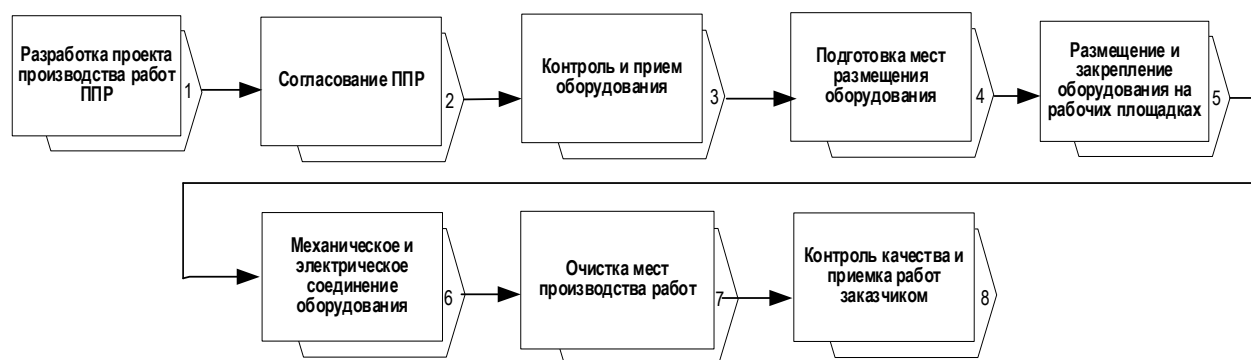 Разработка проекта
производства работ
ППР
1
Согласование ППР
2
Контроль и прием
оборудования
3
Подготовка мест
размещения
оборудования
4
Размещение и
закрепление
оборудования на
рабочих площадках
5
Механическое и
электрическое
соединение
оборудования
6
Очистка мест
производства работ
7
Контроль качества и
приемка работ
заказчиком
8